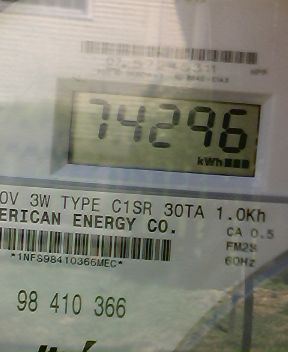 74296
kWh
0V 3W TYPE C1SR 30TA 1.0Kh
ERICAN ENERGY CO.
CA 0.5
FM2S
60Hz
*1NFS98410366MEC*
98 410 366